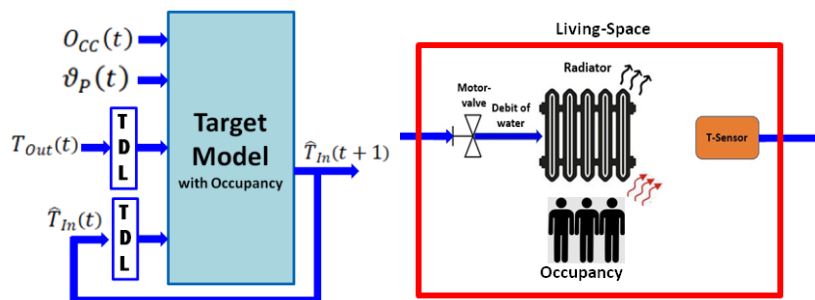 O_CC(t)
ϑ_P(t)
T_Out(t)
T
D
L
T̂_In(t)
T
D
L
Target
Model
with Occupancy
T̂_In(t + 1)
Living-Space
Motor-
valve
Debit of
water
Radiator
T-Sensor
Occupancy